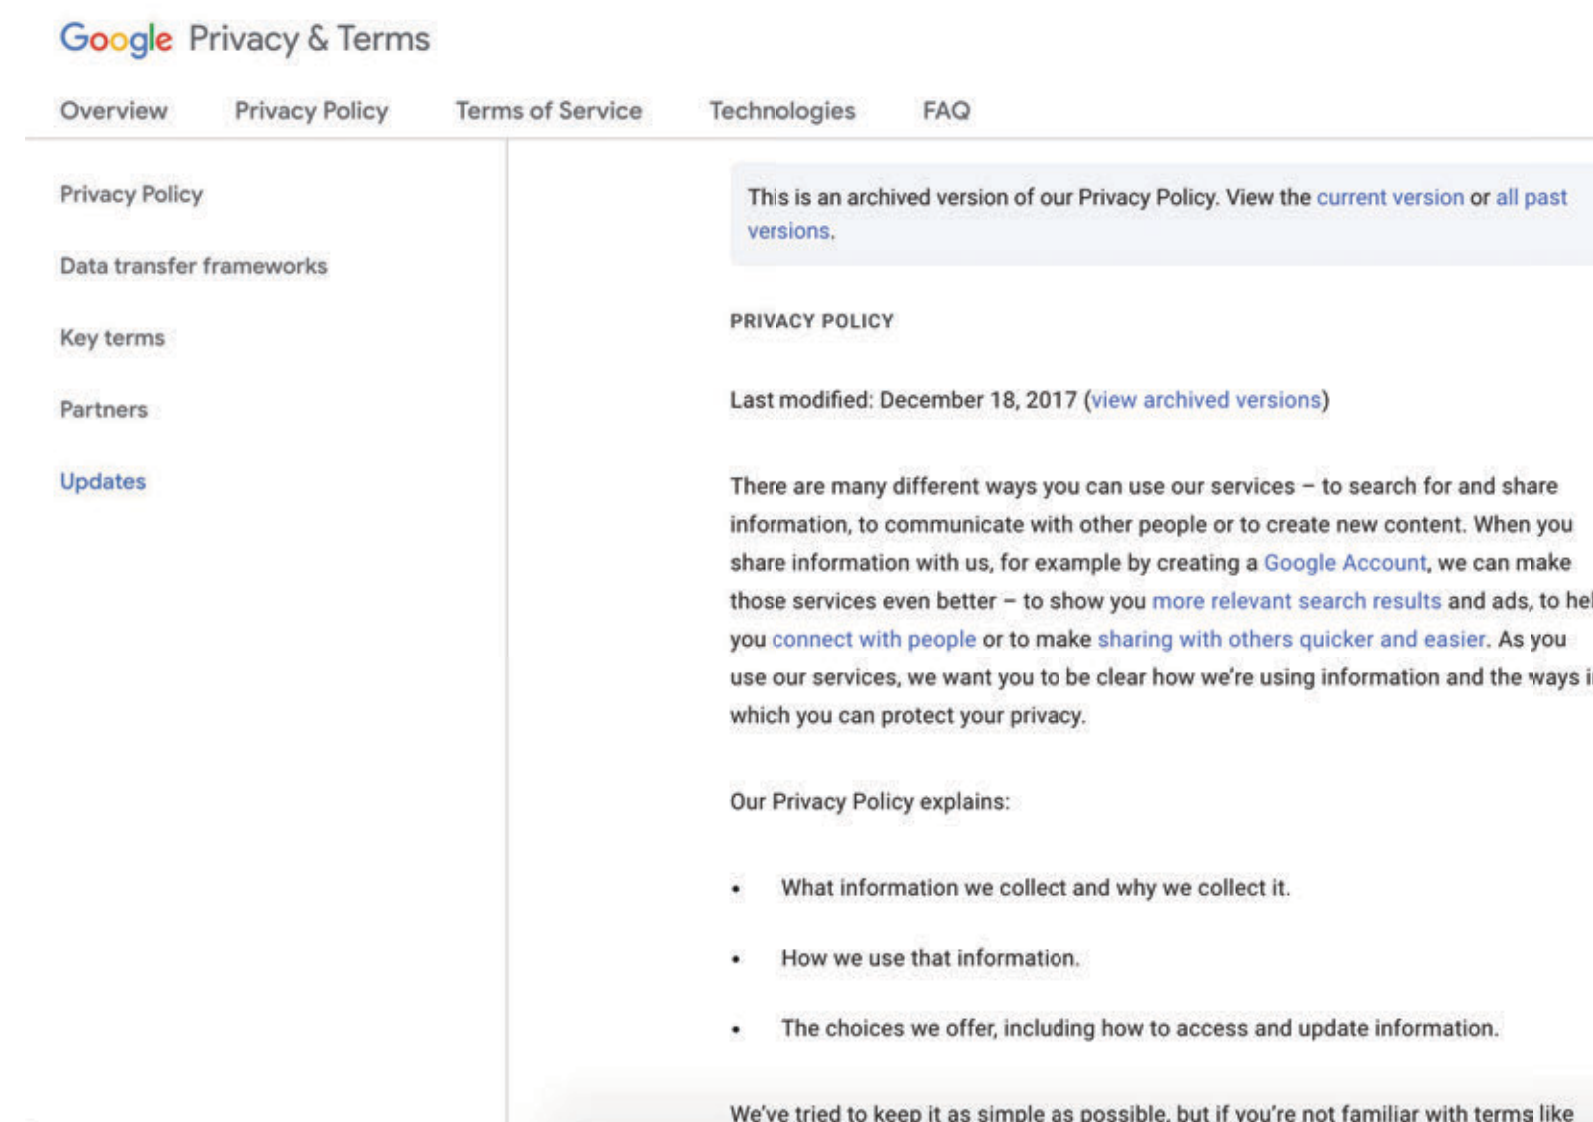 Google Privacy & Terms
Overview Privacy Policy Terms of Service Technologies FAQ
Privacy Policy
Data transfer frameworks
Key terms
Partners
Updates
This is an archived version of our Privacy Policy. View the current version or all past
versions.
PRIVACY POLICY
Last modified: December 18, 2017 (view archived versions)
There are many different ways you can use our services – to search for and share
information, to communicate with other people or to create new content. When you
share information with us, for example by creating a Google Account, we can make
those services even better – to show you more relevant search results and ads, to
you connect with people or to make sharing with others quicker and easier. As you
use our services, we want you to be clear how we're using information and the ways
which you can protect your privacy.
Our Privacy Policy explains:
• What information we collect and why we collect it.
• How we use that information.
• The choices we offer, including how to access and update information.
We've tried to keep it as simple as possible, but if you're not familiar with terms like